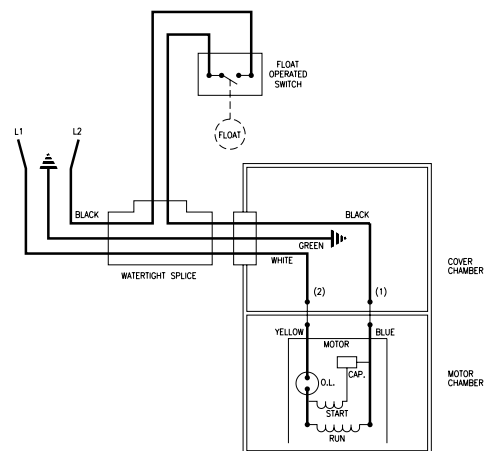 FLOAT
OPERATED
SWITCH
L1
L2
FLOAT
BLACK
BLACK
GREEN
WHITE
WATERTIGHT SPLICE
COVER
CHAMBER
(2)
(1)
YELLOW
BLUE
MOTOR
CAP.
O.L.
MOTOR
CHAMBER
START
RUN